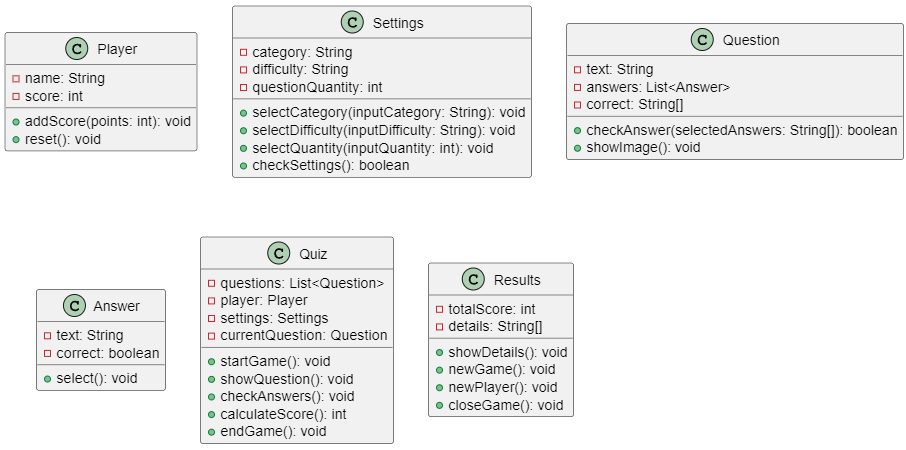 C Player
name: String
score: int
addScore(points: int): void
reset(): void
C Settings
category: String
difficulty: String
questionQuantity: int
selectCategory(inputCategory: String): void
selectDifficulty(inputDifficulty: String): void
selectQuantity(inputQuantity: int): void
checkSettings(): boolean
C Question
text: String
answers: List<Answer>
correct: String[]
checkAnswer(selectedAnswers: String[]): boolean
showImage(): void
C Answer
text: String
correct: boolean
select(): void
C Quiz
questions: List<Question>
player: Player
settings: Settings
currentQuestion: Question
startGame(): void
showQuestion(): void
checkAnswers(): void
calculateScore(): int
endGame(): void
C Results
totalScore: int
details: String[]
showDetails(): void
newGame(): void
newPlayer(): void
closeGame(): void